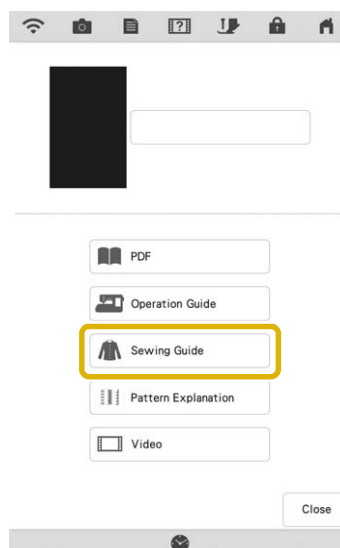 PDF
Operation Guide
Sewing Guide
Pattern Explanation
Video
Close